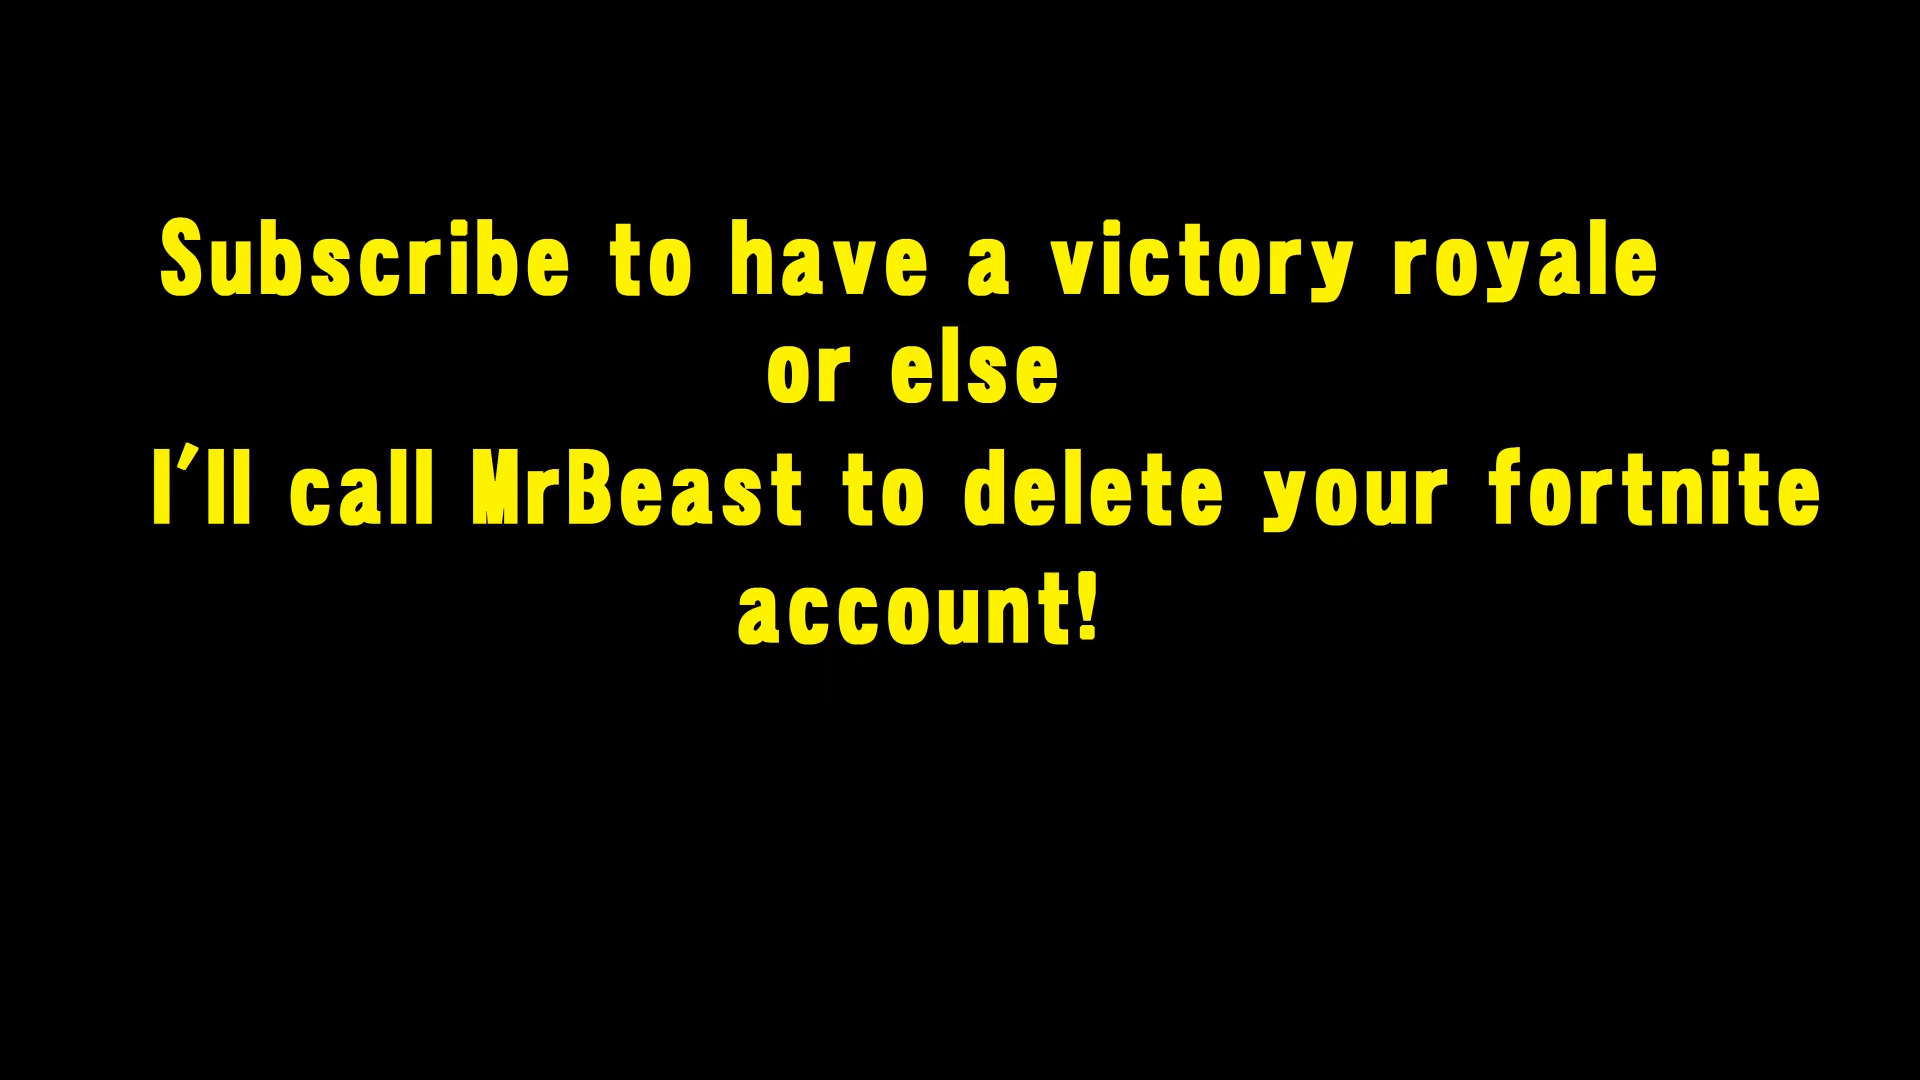 Subscribe to have a victory royale
or else
I'll call MrBeast to delete your fortnite
account!